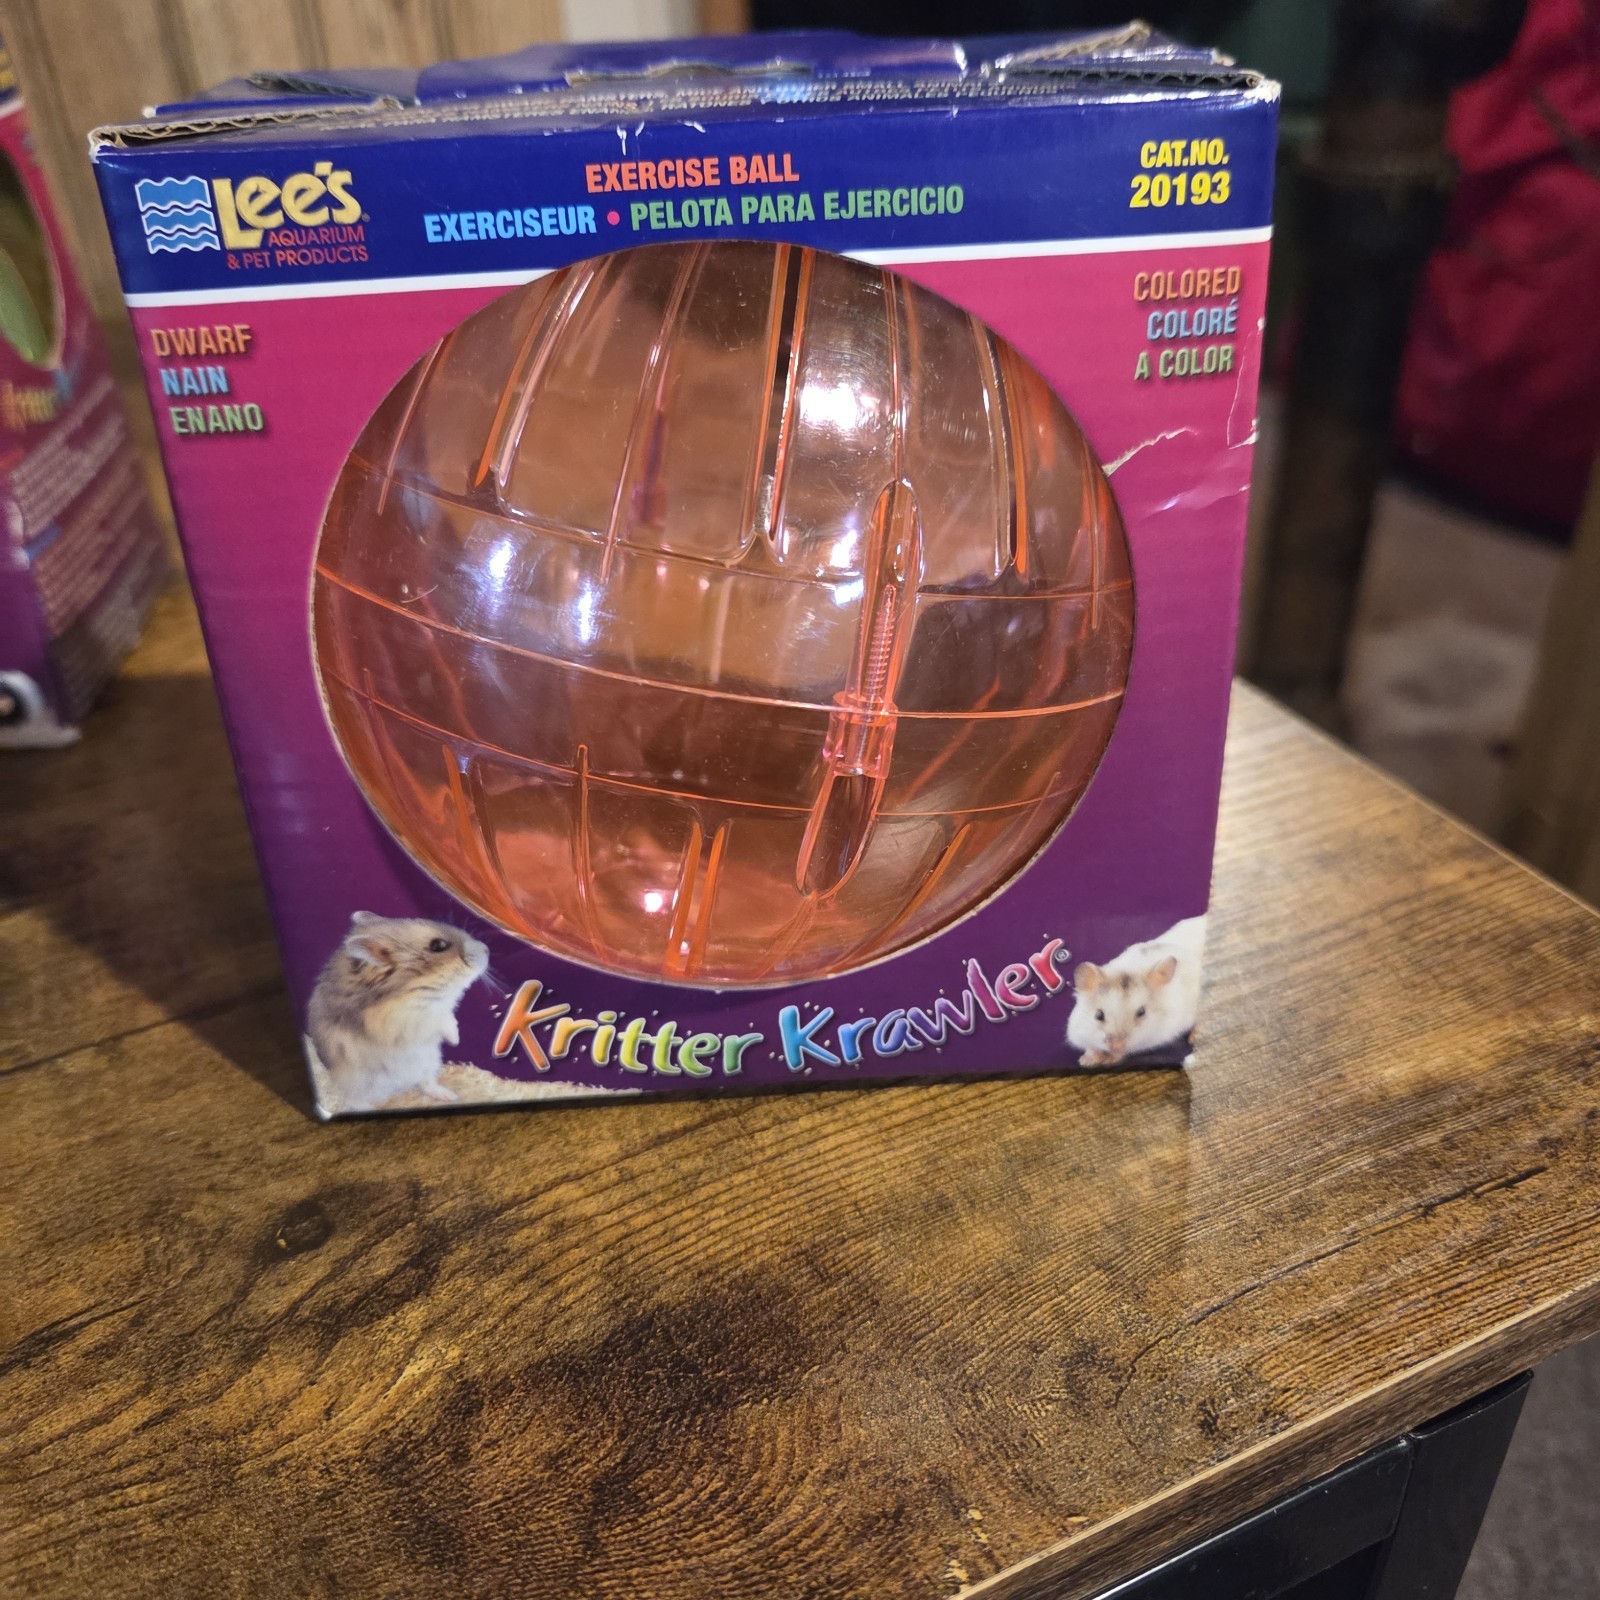 Lee's
AQUARIUM
& PET PRODUCTS
EXERCISE BALL
EXERCISEUR • PELOTA PARA EJERCICIO
CAT.NO.
20193
DWARF
NAIN
ENANO
COLORED
COLORÉ
A COLOR
Kritter Krawler®